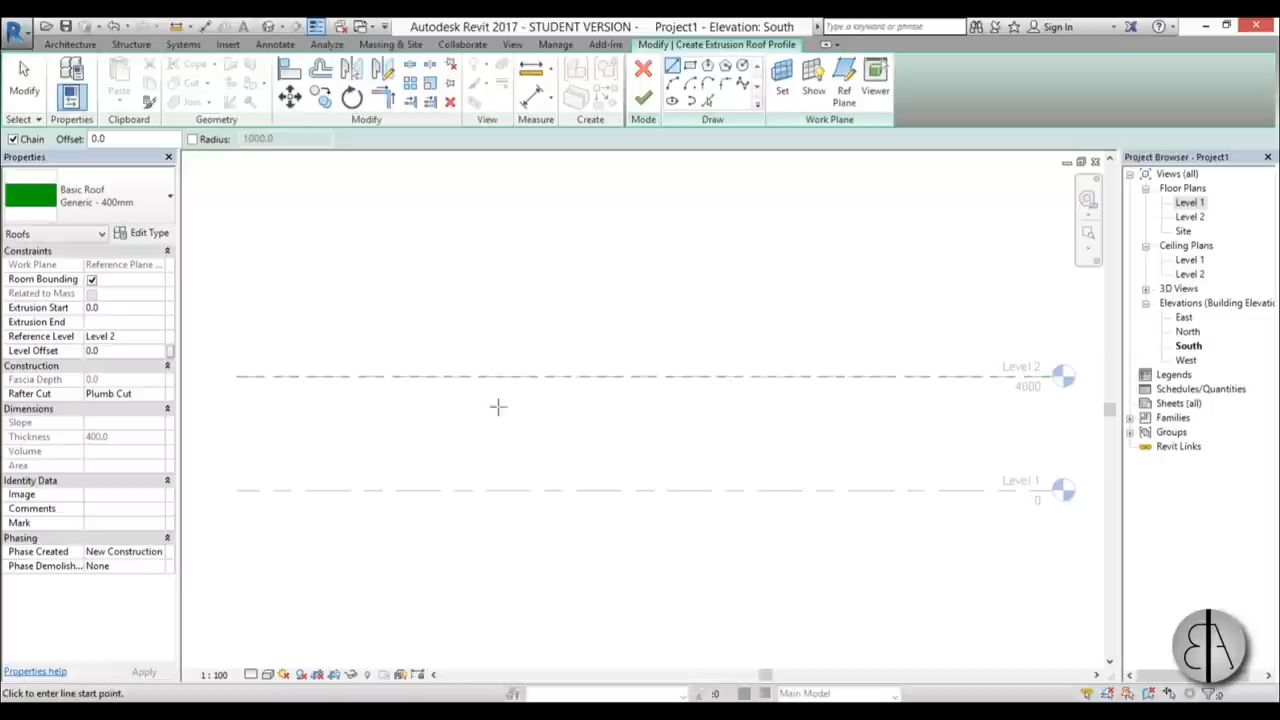 Autodesk Revit 2017 - STUDENT VERSION - Project1 - Elevation: South
Type a keyword or phrase
Sign In
Architecture Structure Systems Insert Annotate Analyze Massing & Site Collaborate View Manage Add-Ins Modify | Create Extrusion Roof Profile
Cope
Cut
Join
Modify Properties Paste Set Show Ref Plane Viewer
Select Properties Clipboard Geometry Modify View Measure Create Mode Draw Work Plane
Chain Offset: 0.0 Radius: 1000.0
Properties
Basic Roof
Generic - 400mm
Roofs Edit Type
Constraints
Work Plane Reference Plane ...
Room Bounding
Related to Mass
Extrusion Start 0.0
Extrusion End
Reference Level Level 2
Level Offset 0.0
Construction
Fascia Depth 0.0
Rafter Cut Plumb Cut
Dimensions
Slope
Thickness 400.0
Volume
Area
Identity Data
Image
Comments
Mark
Phasing
Phase Created New Construction
Phase Demolish... None
Properties help Apply
Level 2
4000
Level 1
0
1 : 100
Project Browser - Project1
Views (all)
Floor Plans
Level 1
Level 2
Site
Ceiling Plans
Level 1
Level 2
3D Views
Elevations (Building Elevatio
East
North
South
West
Legends
Schedules/Quantities
Sheets (all)
Families
Groups
Revit Links
Click to enter line start point.
:0
Main Model
:0